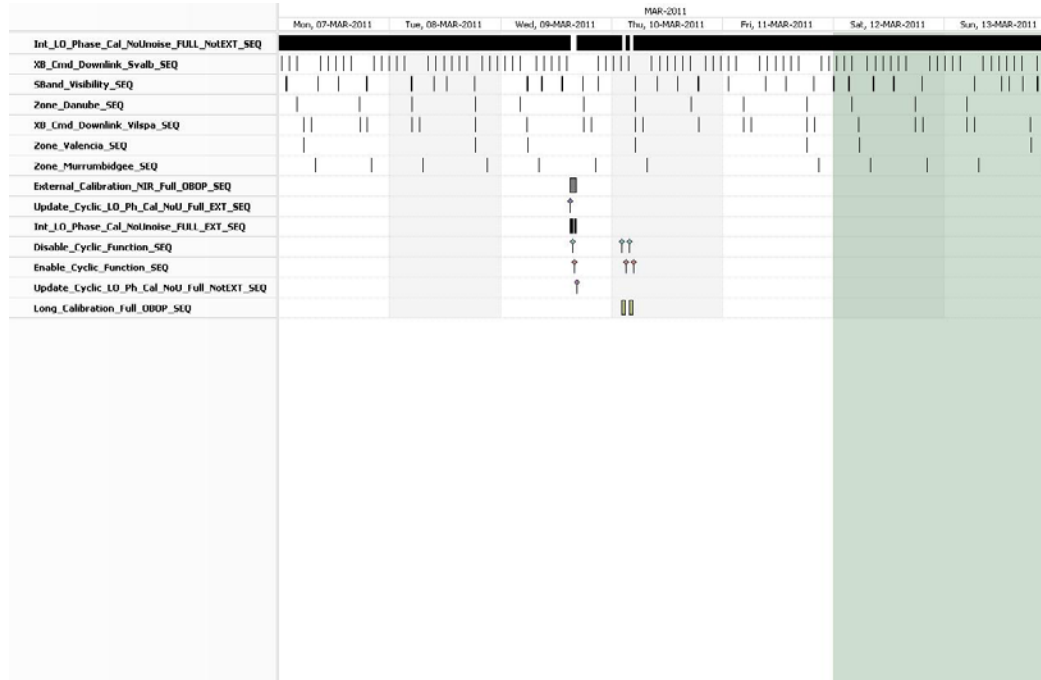 MAR-2011
Mon, 07-MAR-2011 Tue, 08-MAR-2011 Wed, 09-MAR-2011 Thu, 10-MAR-2011 Fri, 11-MAR-2011 Sat, 12-MAR-2011 Sun, 13-MAR-2011
Int_LO_Phase_Cal_NoUnoise_FULL_NotEXT_SEQ
XB_Cmd_Downlink_Svalb_SEQ
SBand_Visibility_SEQ
Zone_Danube_SEQ
XB_Cmd_Downlink_Vilspa_SEQ
Zone_Valencia_SEQ
Zone_Murrumbidgee_SEQ
External_Calibration_NIR_Full_OBOP_SEQ
Update_Cyclic_LO_Ph_Cal_NoU_Full_EXT_SEQ
Int_LO_Phase_Cal_NoUnoise_FULL_EXT_SEQ
Disable_Cyclic_Function_SEQ
Enable_Cyclic_Function_SEQ
Update_Cyclic_LO_Ph_Cal_NoU_Full_NotEXT_SEQ
Long_Calibration_Full_OBOP_SEQ